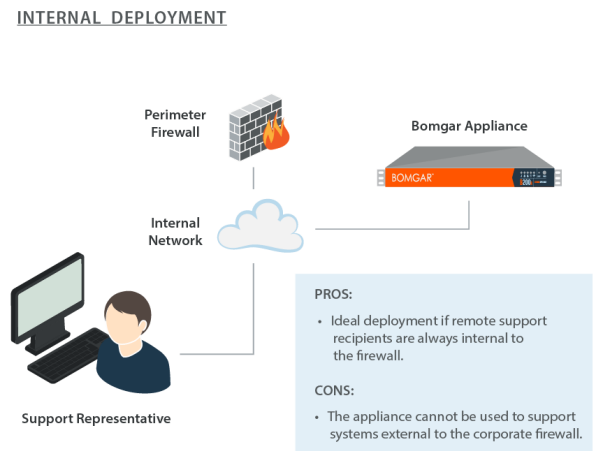 INTERNAL DEPLOYMENT
Perimeter
Firewall
Bomgar Appliance
BOMGAR
B200
Internal
Network
PROS:
• Ideal deployment if remote support
recipients are always internal to
the firewall.
CONS:
• The appliance cannot be used to support
systems external to the corporate firewall.
Support Representative